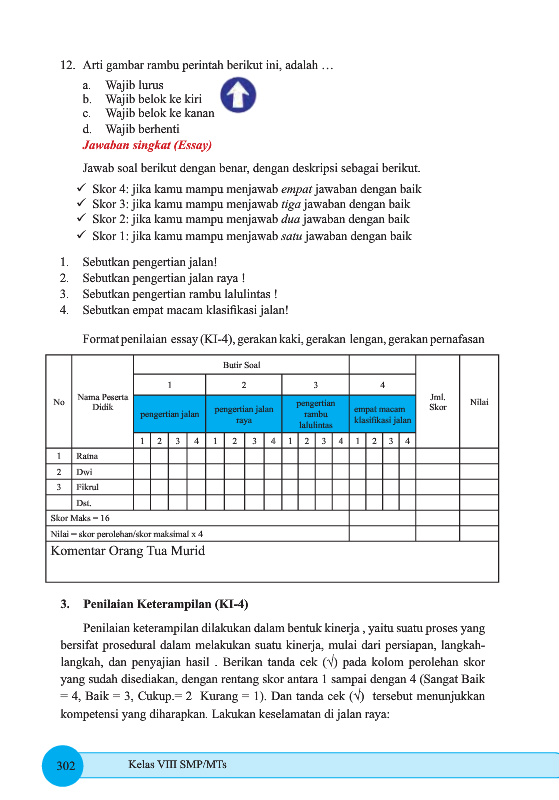 12. Arti gambar rambu perintah berikut ini, adalah …
a. Wajib lurus
b. Wajib belok ke kiri
c. Wajib belok ke kanan
d. Wajib berhenti
Jawaban singkat (Essay)
Jawab soal berikut dengan benar, dengan deskripsi sebagai berikut.
✓ Skor 4: jika kamu mampu menjawab empat jawaban dengan baik
✓ Skor 3: jika kamu mampu menjawab tiga jawaban dengan baik
✓ Skor 2: jika kamu mampu menjawab dua jawaban dengan baik
✓ Skor 1: jika kamu mampu menjawab satu jawaban dengan baik
1. Sebutkan pengertian jalan!
2. Sebutkan pengertian jalan raya !
3. Sebutkan pengertian rambu lalulintas !
4. Sebutkan empat macam klasifikasi jalan!
Format penilaian essay (KI-4), gerakan kaki, gerakan lengan, gerakan pernafasan
No
Nama Peserta
Didik
Butir Soal
1 2 3 4
pengertian jalan
pengertian jalan
raya
pengertian
rambu
lalulintas
empat macam
klasifikasi jalan
1 2 3 4 1 2 3 4 1 2 3 4 1 2 3 4
Jml.
Skor
Nilai
1 Ratna
2 Dwi
3 Fikrul
Dst.
Skor Maks = 16
Nilai = skor perolehan/skor maksimal x 4
Komentar Orang Tua Murid
3. Penilaian Keterampilan (KI-4)
Penilaian keterampilan dilakukan dalam bentuk kinerja , yaitu suatu proses yang
bersifat prosedural dalam melakukan suatu kinerja, mulai dari persiapan, langkah-
langkah, dan penyajian hasil . Berikan tanda cek (√) pada kolom perolehan skor
yang sudah disediakan, dengan rentang skor antara 1 sampai dengan 4 (Sangat Baik
= 4, Baik = 3, Cukup.= 2 Kurang = 1). Dan tanda cek (√) tersebut menunjukkan
kompetensi yang diharapkan. Lakukan keselamatan di jalan raya:
302
Kelas VIII SMP/MTs